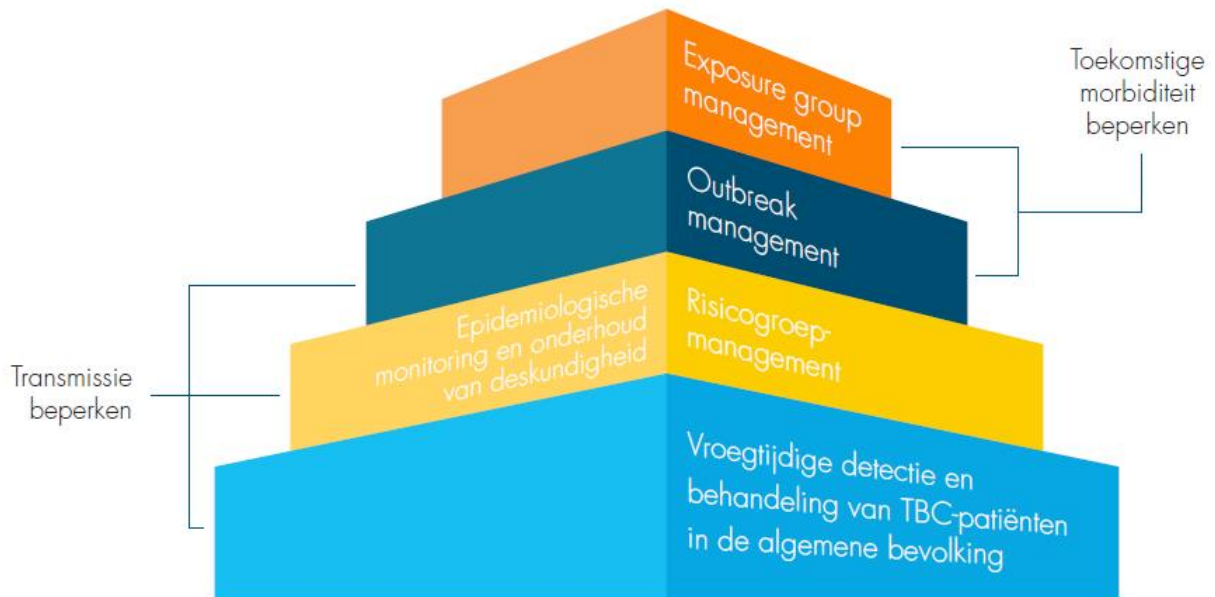 Exposure group
management
Toekomstige
morbiditeit
beperken
Outbreak
management
Epidemiologische
monitoring en onderhoud
van deskundigheid
Risicogroep-
management
Transmissie
beperken
Vroegtijdige detectie en
behandeling van TBC-patiënten
in de algemene bevolking